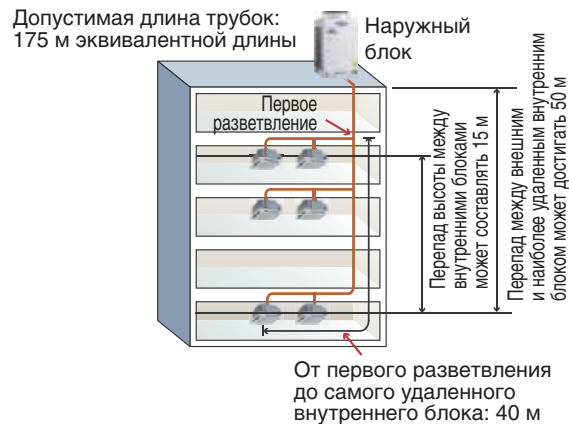 Допустимая длина трубок:
175 м эквивалентной длины
Наружный
блок
Первое
разветвление
Перепад высоты между
внутренними блоками
может составлять 15 м
Перепад между внешним
и наиболее удаленным внутренним
блоком может достигать 50 м
От первого разветвления
до самого удаленного
внутреннего блока: 40 м